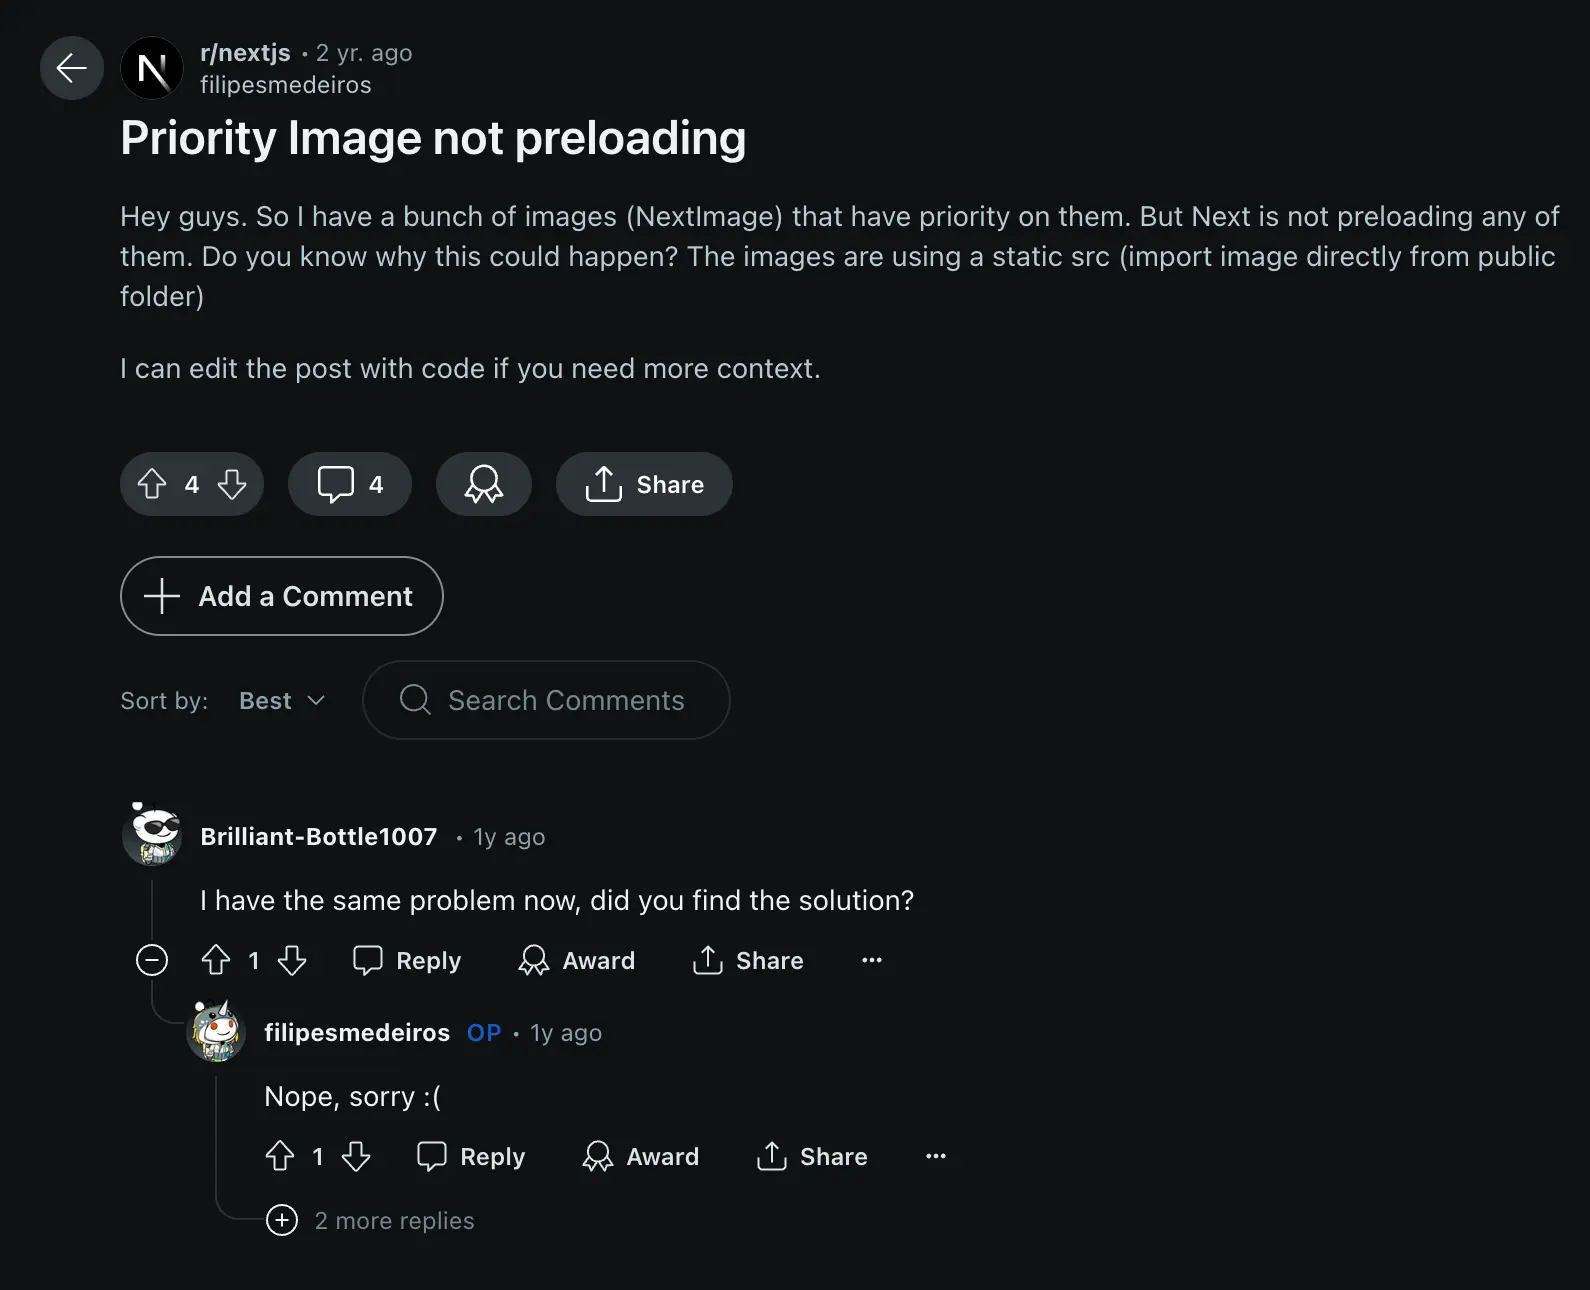 r/nextjs • 2 yr. ago
filipesmedeiros
Priority Image not preloading
Hey guys. So I have a bunch of images (NextImage) that have priority on them. But Next is not preloading any of
them. Do you know why this could happen? The images are using a static src (import image directly from public
folder)
I can edit the post with code if you need more context.
4 4 Share
Add a Comment
Sort by: Best Search Comments
Brilliant-Bottle1007 • 1y ago
I have the same problem now, did you find the solution?
1 Reply Award Share ...
filipesmedeiros OP • 1y ago
Nope, sorry :(
1 Reply Award Share ...
2 more replies